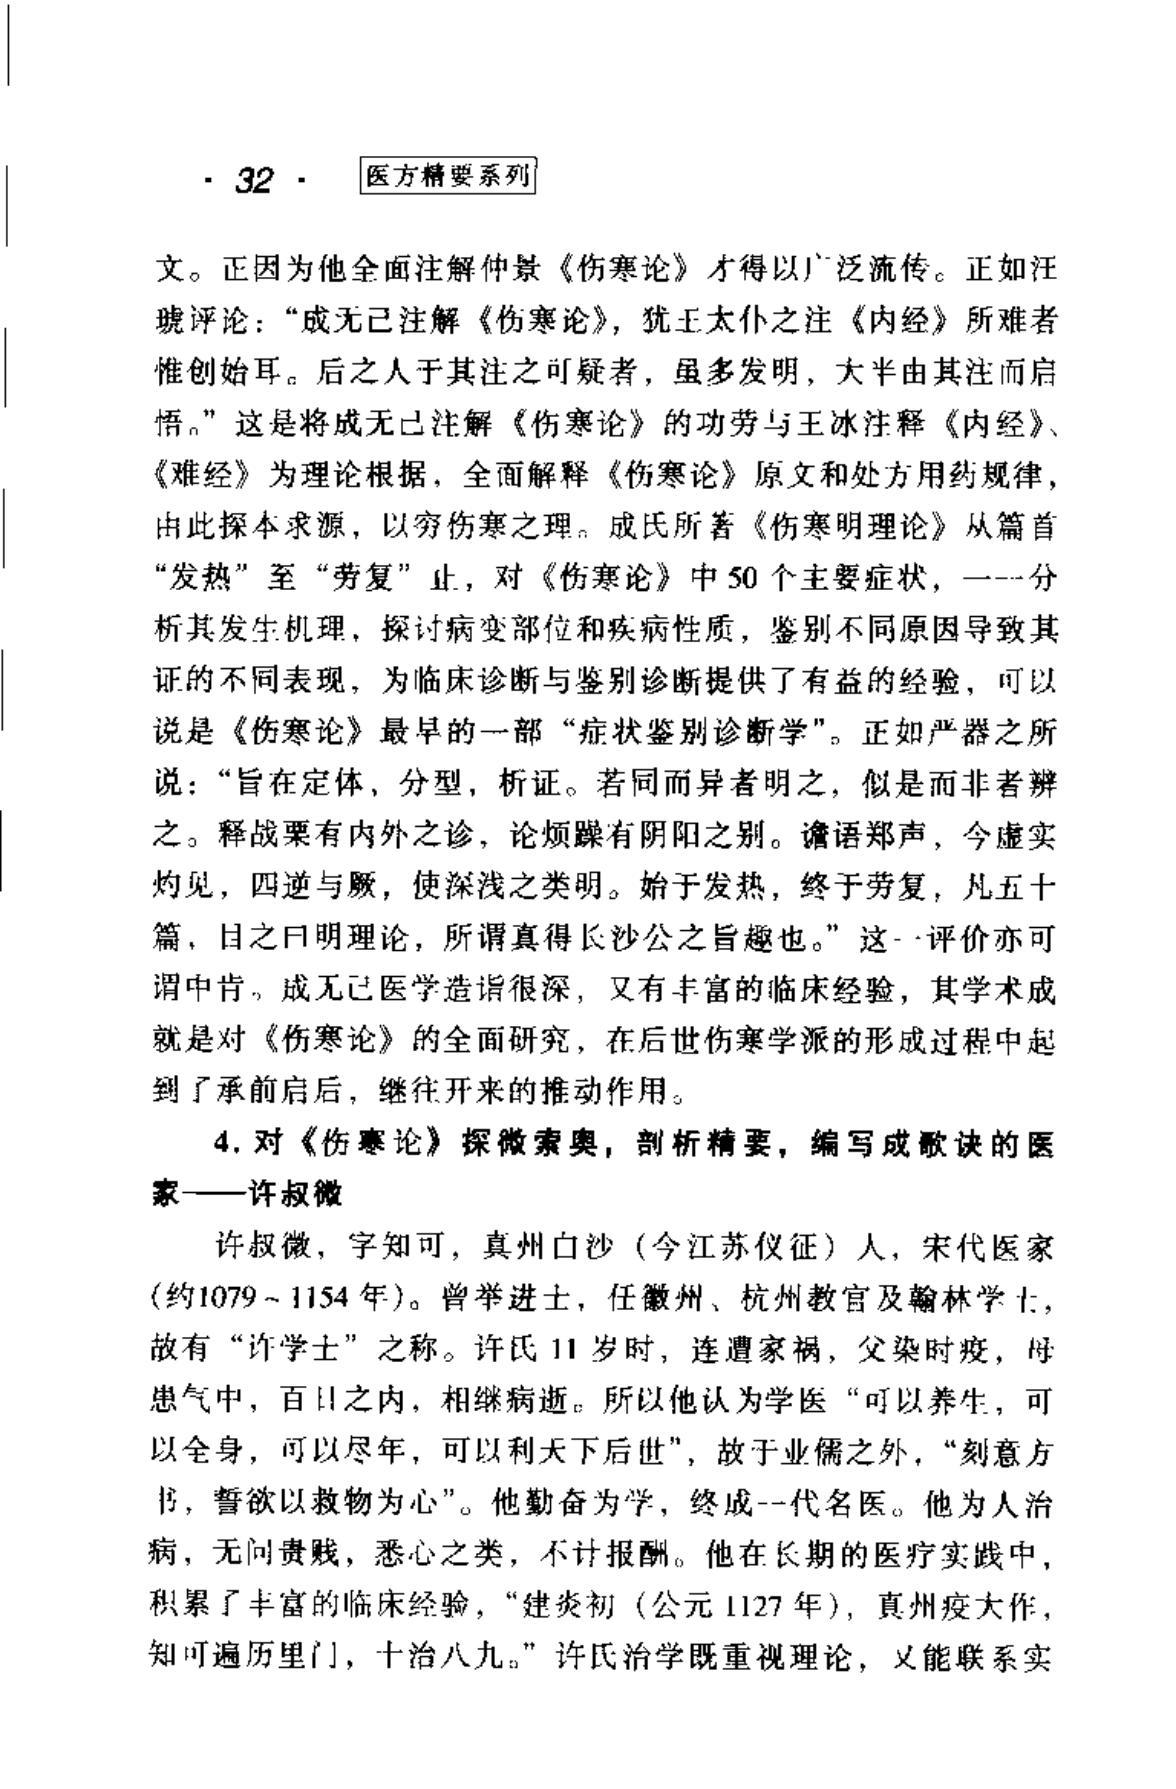 · 32 · 医方精要系列
文。正因为他全面注解仲景《伤寒论》才得以广泛流传。正如汪
琥评论：“成无己注解《伤寒论》，犹王太仆之注《内经》所难者
惟创始耳。后之人于其注之可疑者，虽多发明，大半由其注而启
悟。”这是将成无己注解《伤寒论》的功劳与王冰注释《内经》、
《难经》为理论根据，全面解释《伤寒论》原文和处方用药规律，
由此探本求源，以穷伤寒之理。成氏所著《伤寒明理论》从篇首
“发热”至“劳复”止，对《伤寒论》中 50 个主要症状，一一分
析其发生机理，探讨病变部位和疾病性质，鉴别不同原因导致其
证的不同表现，为临床诊断与鉴别诊断提供了有益的经验，可以
说是《伤寒论》最早的一部“症状鉴别诊断学”。正如严器之所
说：“旨在定体，分型，析证。若同而异者明之，似是而非者辨
之。释战栗有内外之诊，论烦躁有阴阳之别。谵语郑声，今虚实
灼见，四逆与厥，使深浅之类明。始于发热，终于劳复，凡五十
篇，目之曰明理论，所谓真得长沙公之旨趣也。”这一评价亦可
谓中肯。成无己医学造诣很深，又有丰富的临床经验，其学术成
就是对《伤寒论》的全面研究，在后世伤寒学派的形成过程中起
到了承前启后，继往开来的推动作用。
4. 对《伤寒论》探微索奥，剖析精要，编写成歌诀的医
家——许叔微
许叔微，字知可，真州白沙（今江苏仪征）人，宋代医家
（约1079～1154 年）。曾举进士，任徽州、杭州教官及翰林学士，
故有“许学士”之称。许氏 11 岁时，连遭家祸，父染时疫，母
患气中，百日之内，相继病逝。所以他认为学医“可以养生，可
以全身，可以尽年，可以利天下后世”，故于业儒之外，“刻意方
书，誓欲以救物为心”。他勤奋为学，终成一代名医。他为人治
病，无问贵贱，悉心之类，不计报酬。他在长期的医疗实践中，
积累了丰富的临床经验，“建炎初（公元 1127 年），真州疫大作，
知可遍历里门，十治八九。”许氏治学既重视理论，又能联系实